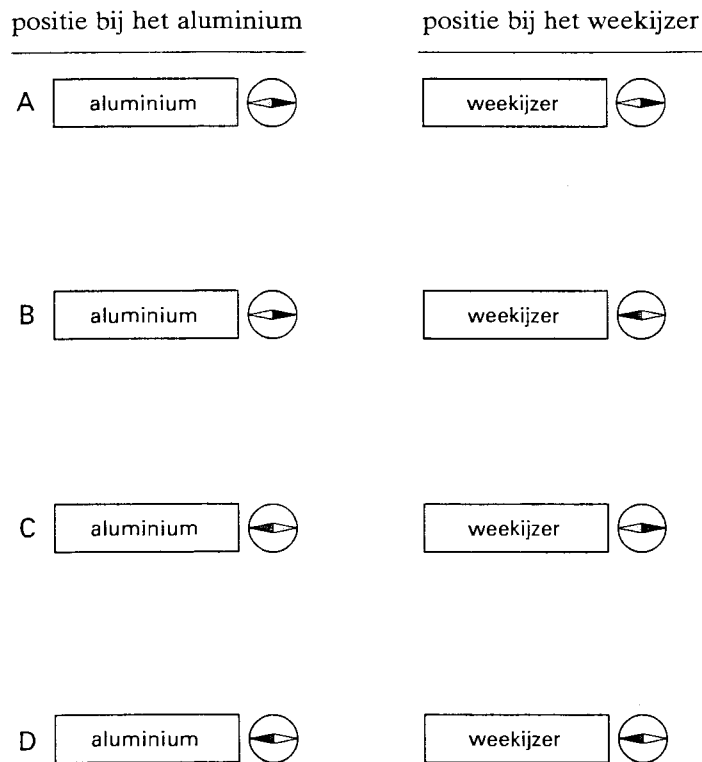 positie bij het aluminium positie bij het weekijzer
A aluminium weekijzer
B aluminium weekijzer
C aluminium weekijzer
D aluminium weekijzer